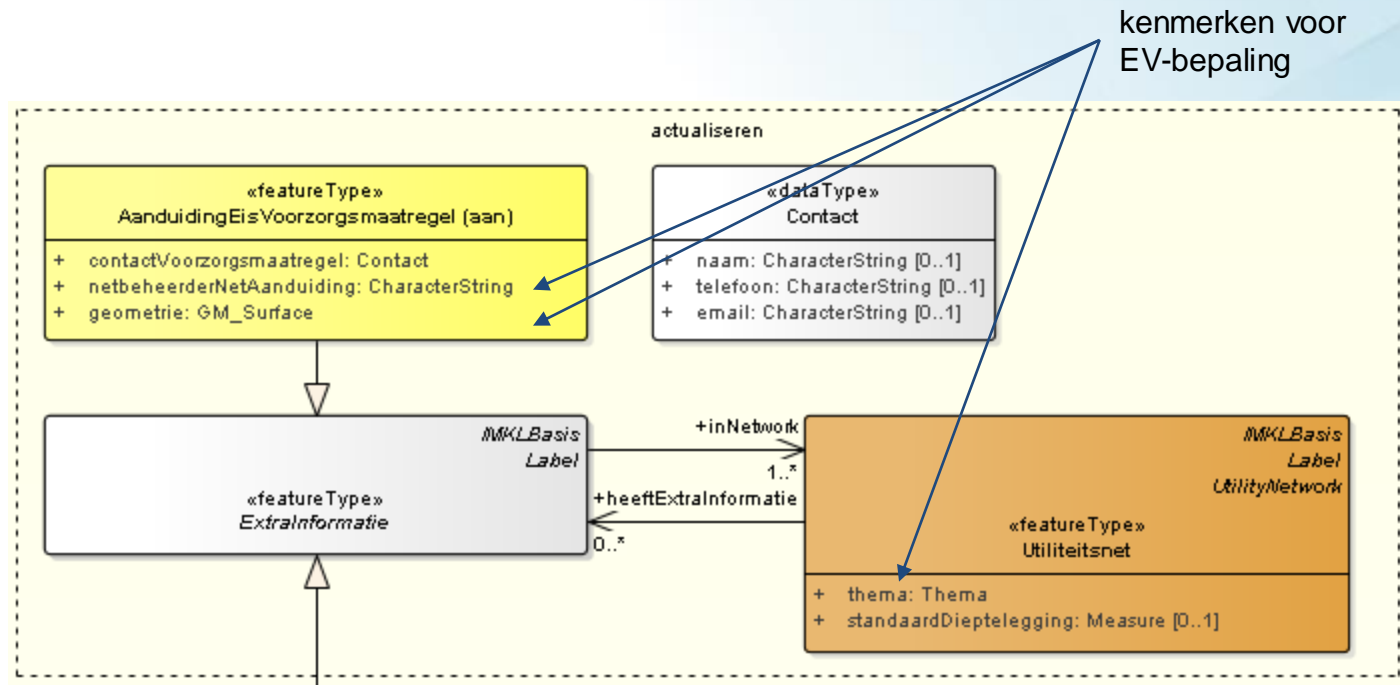 kenmerken voor
EV-bepaling
actualiseren
«featureType»
AanduidingEisVoorzorgsmaatregel (aan)
+ contactVoorzorgsmaatregel: Contact
+ netbeheerderNetAanduiding: CharacterString
+ geometrie: GM_Surface
«dataType»
Contact
+ naam: CharacterString [0..1]
+ telefoon: CharacterString [0..1]
+ email: CharacterString [0..1]
IMKLBasis
Label
«featureType»
ExtraInformatie
+inNetwork
1..*
+heeftExtraInformatie
0..*
IMKLBasis
Label
UtilityNetwork
«featureType»
Utiliteitsnet
+ thema: Thema
+ standaardDieptelegging: Measure [0..1]